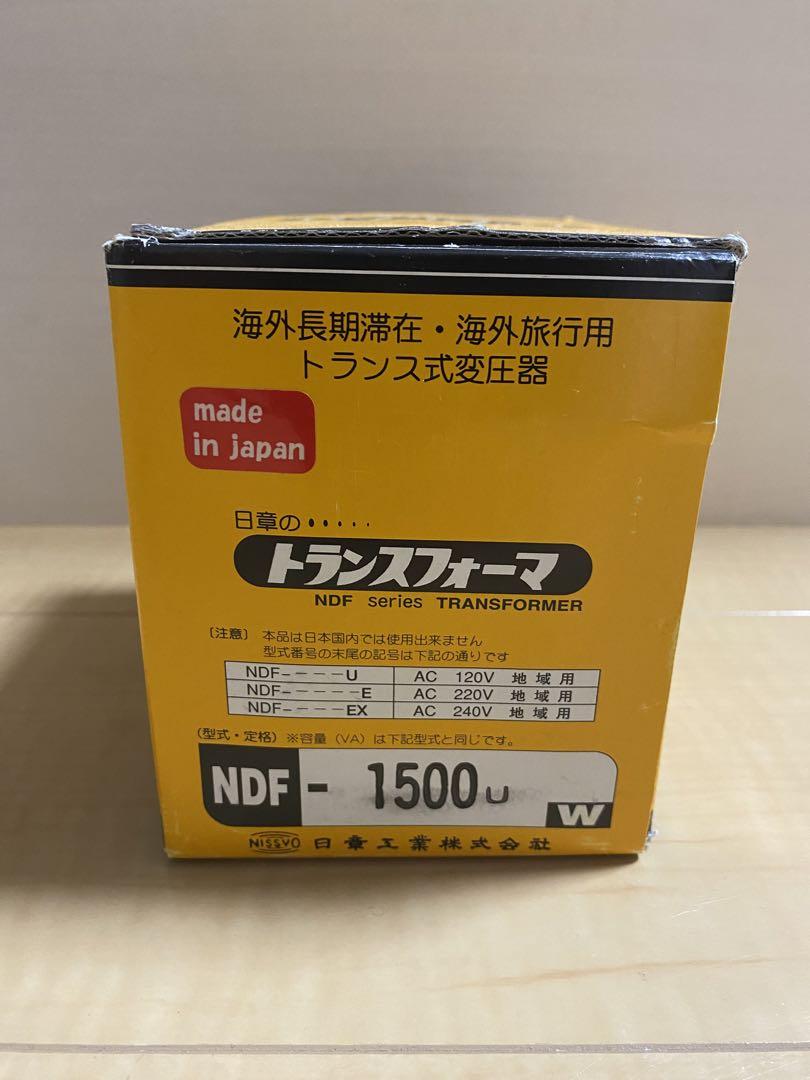 海外長期滞在・海外旅行用
トランス式変圧器
made
in japan
日章の•••••
トランスフォーマ
NDF series TRANSFORMER
〔注意〕 本品は日本国内では使用出来ません
型式番号の末尾の記号は下記の通りです
NDF-‐‐‐‐U AC 120V 地域用
NDF-‐‐‐‐E AC 220V 地域用
NDF-‐‐‐‐EX AC 240V 地域用
(型式・定格) ※容量（VA）は下記型式と同じです。
NDF - 1500U W
NISSYO 日章工業株式会社